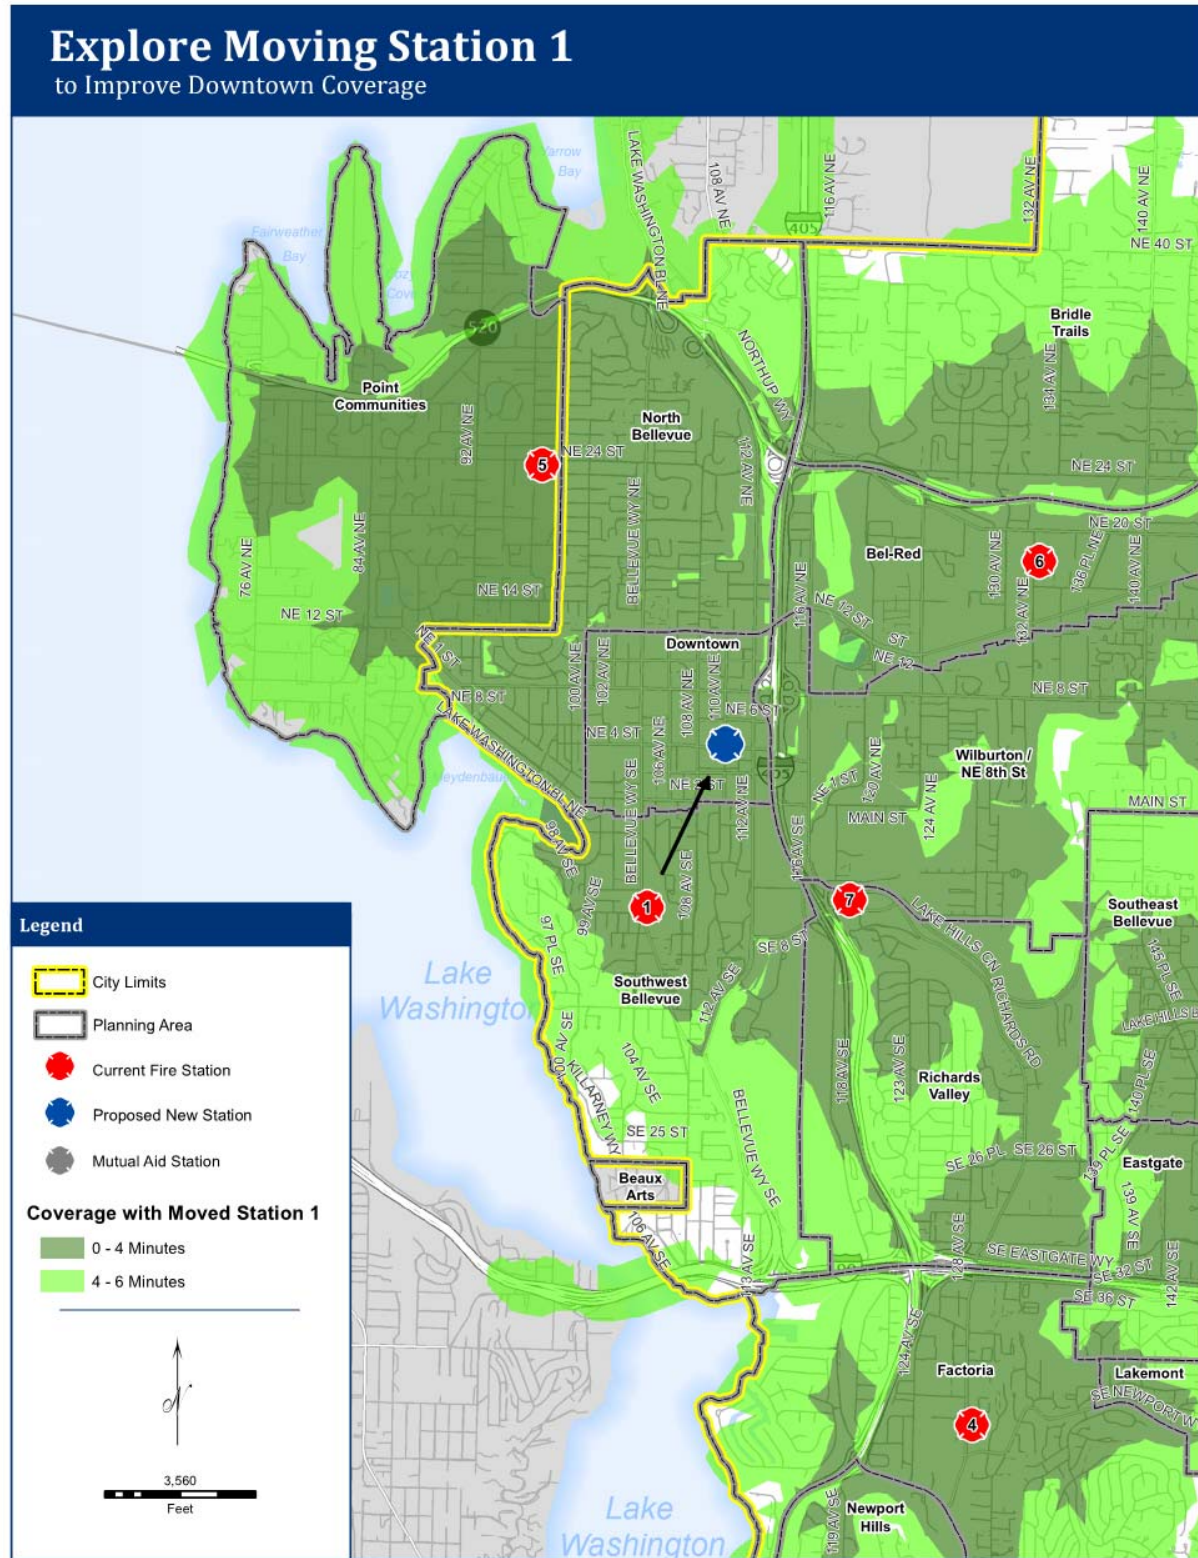 Explore Moving Station 1
to Improve Downtown Coverage
Yarrow
Bay
LAKE WASHINGTON BL NE
108 AV NE
116 AV NE
132 AV NE
140 AV NE
405
NE 40 ST
Fairweather
Bay
520
NORTHUP WY
Bridle
Trails
134 AV NE
Point
Communities
92 AV NE
North
Bellevue
5
NE 24 ST
112 AV NE
NE 24 ST
BELLEVUE WY NE
NE 20 ST
76 AV NE
84 AV NE
Bel-Red
130 AV NE
6
132 AV NE
136 PL NE
140 AV NE
116 AV NE
NE 14 ST
NE 12 ST
NE 12 ST
ST
NE 12
NE 1 ST
Downtown
100 AV NE
102 AV NE
108 AV NE
110 AV NE
NE 8 ST
NE 8 ST
NE 6 ST
LAKE WASHINGTON BL NE
NE 4 ST
106 AV NE
405
NE 1 ST
120 AV NE
124 AV NE
Wilburton /
NE 8th St
MAIN ST
MAIN ST
112 AV NE
BELLEVUE WY SE
98 AV SE
99 AV SE
108 AV SE
116 AV SE
1
7
LAKE HILLS CN
RICHARDS RD
Southeast
Bellevue
145 PL SE
97 PL SE
SE 8 ST
Southwest
Bellevue
112 AV SE
Lake
Washington
100 AV SE
104 AV SE
KILLARNEY WY
118 AV SE
123 AV SE
Richards
Valley
140 PL SE
SE 25 ST
BELLEVUE WY SE
SE 26 PL
SE 26 ST
139 PL SE
Eastgate
Beaux
Arts
139 AV SE
106 AV SE
113 AV SE
128 AV SE
SE EASTGATE WY
SE 32 ST
SE 36 ST
142 AV SE
124 AV SE
Factoria
Lakemont
SE NEWPORT W
4
Newport
Hills
119 AV SE
Lake
Washington
Legend
City Limits
Planning Area
Current Fire Station
Proposed New Station
Mutual Aid Station
Coverage with Moved Station 1
0 - 4 Minutes
4 - 6 Minutes
N
3,560
Feet